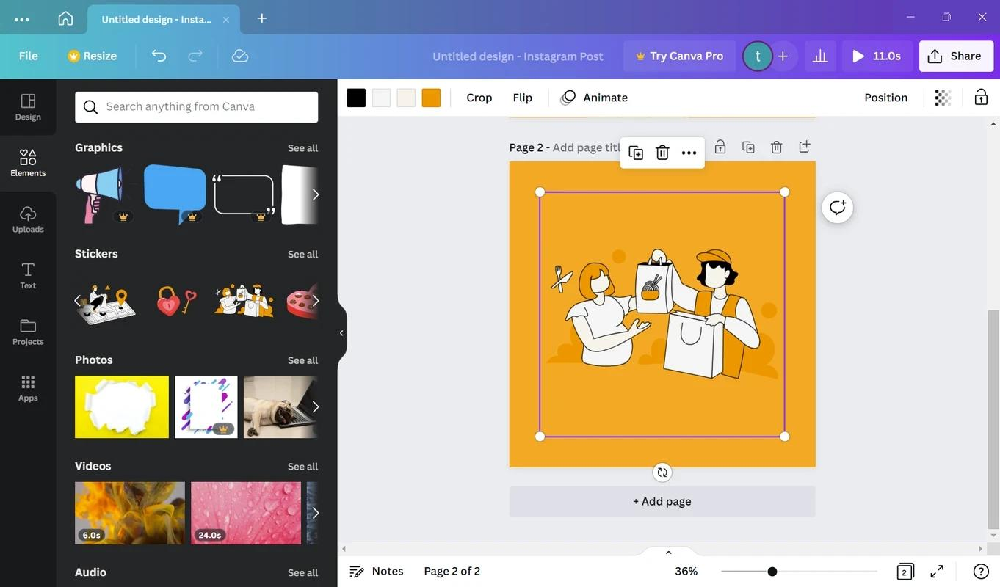 Untitled design - Insta...
File
Resize
Untitled design - Instagram Post
Try Canva Pro
t
11.0s
Share
Design
Elements
Uploads
Text
Projects
Apps
Search anything from Canva
Graphics
See all
Stickers
See all
Photos
See all
Videos
See all
6.0s
24.0s
Audio
See all
Crop
Flip
Animate
Position
Page 2 - Add page titl
+ Add page
Notes
Page 2 of 2
36%
2